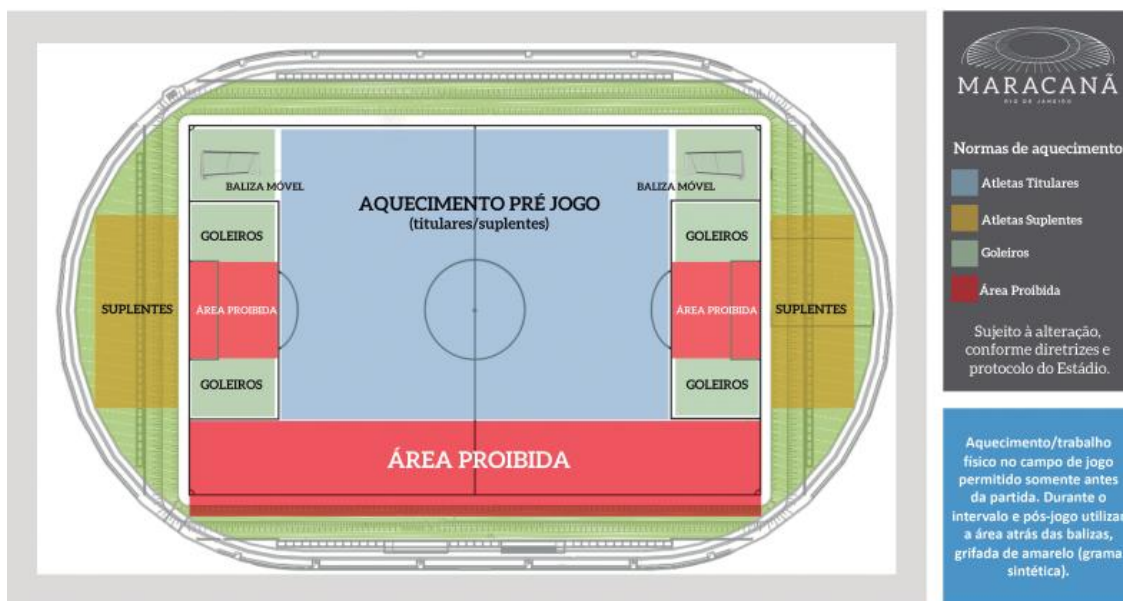 BALIZA MÓVEL
BALIZA MÓVEL
AQUECIMENTO PRÉ JOGO
(titulares/suplentes)
GOLEIROS
GOLEIROS
SUPLENTES
ÁREA PROIBIDA
ÁREA PROIBIDA
SUPLENTES
GOLEIROS
GOLEIROS
ÁREA PROIBIDA
MARACANÃ
RIO DE JANEIRO
Normas de aquecimento
Atletas Titulares
Atletas Suplentes
Goleiros
Área Proibida
Sujeito à alteração,
conforme diretrizes e
protocolo do Estádio.
Aquecimento/trabalho
físico no campo de jogo
permitido somente antes
da partida. Durante o
intervalo e pós-jogo utilizar
a área atrás das balizas,
grifada de amarelo (grama
sintética).